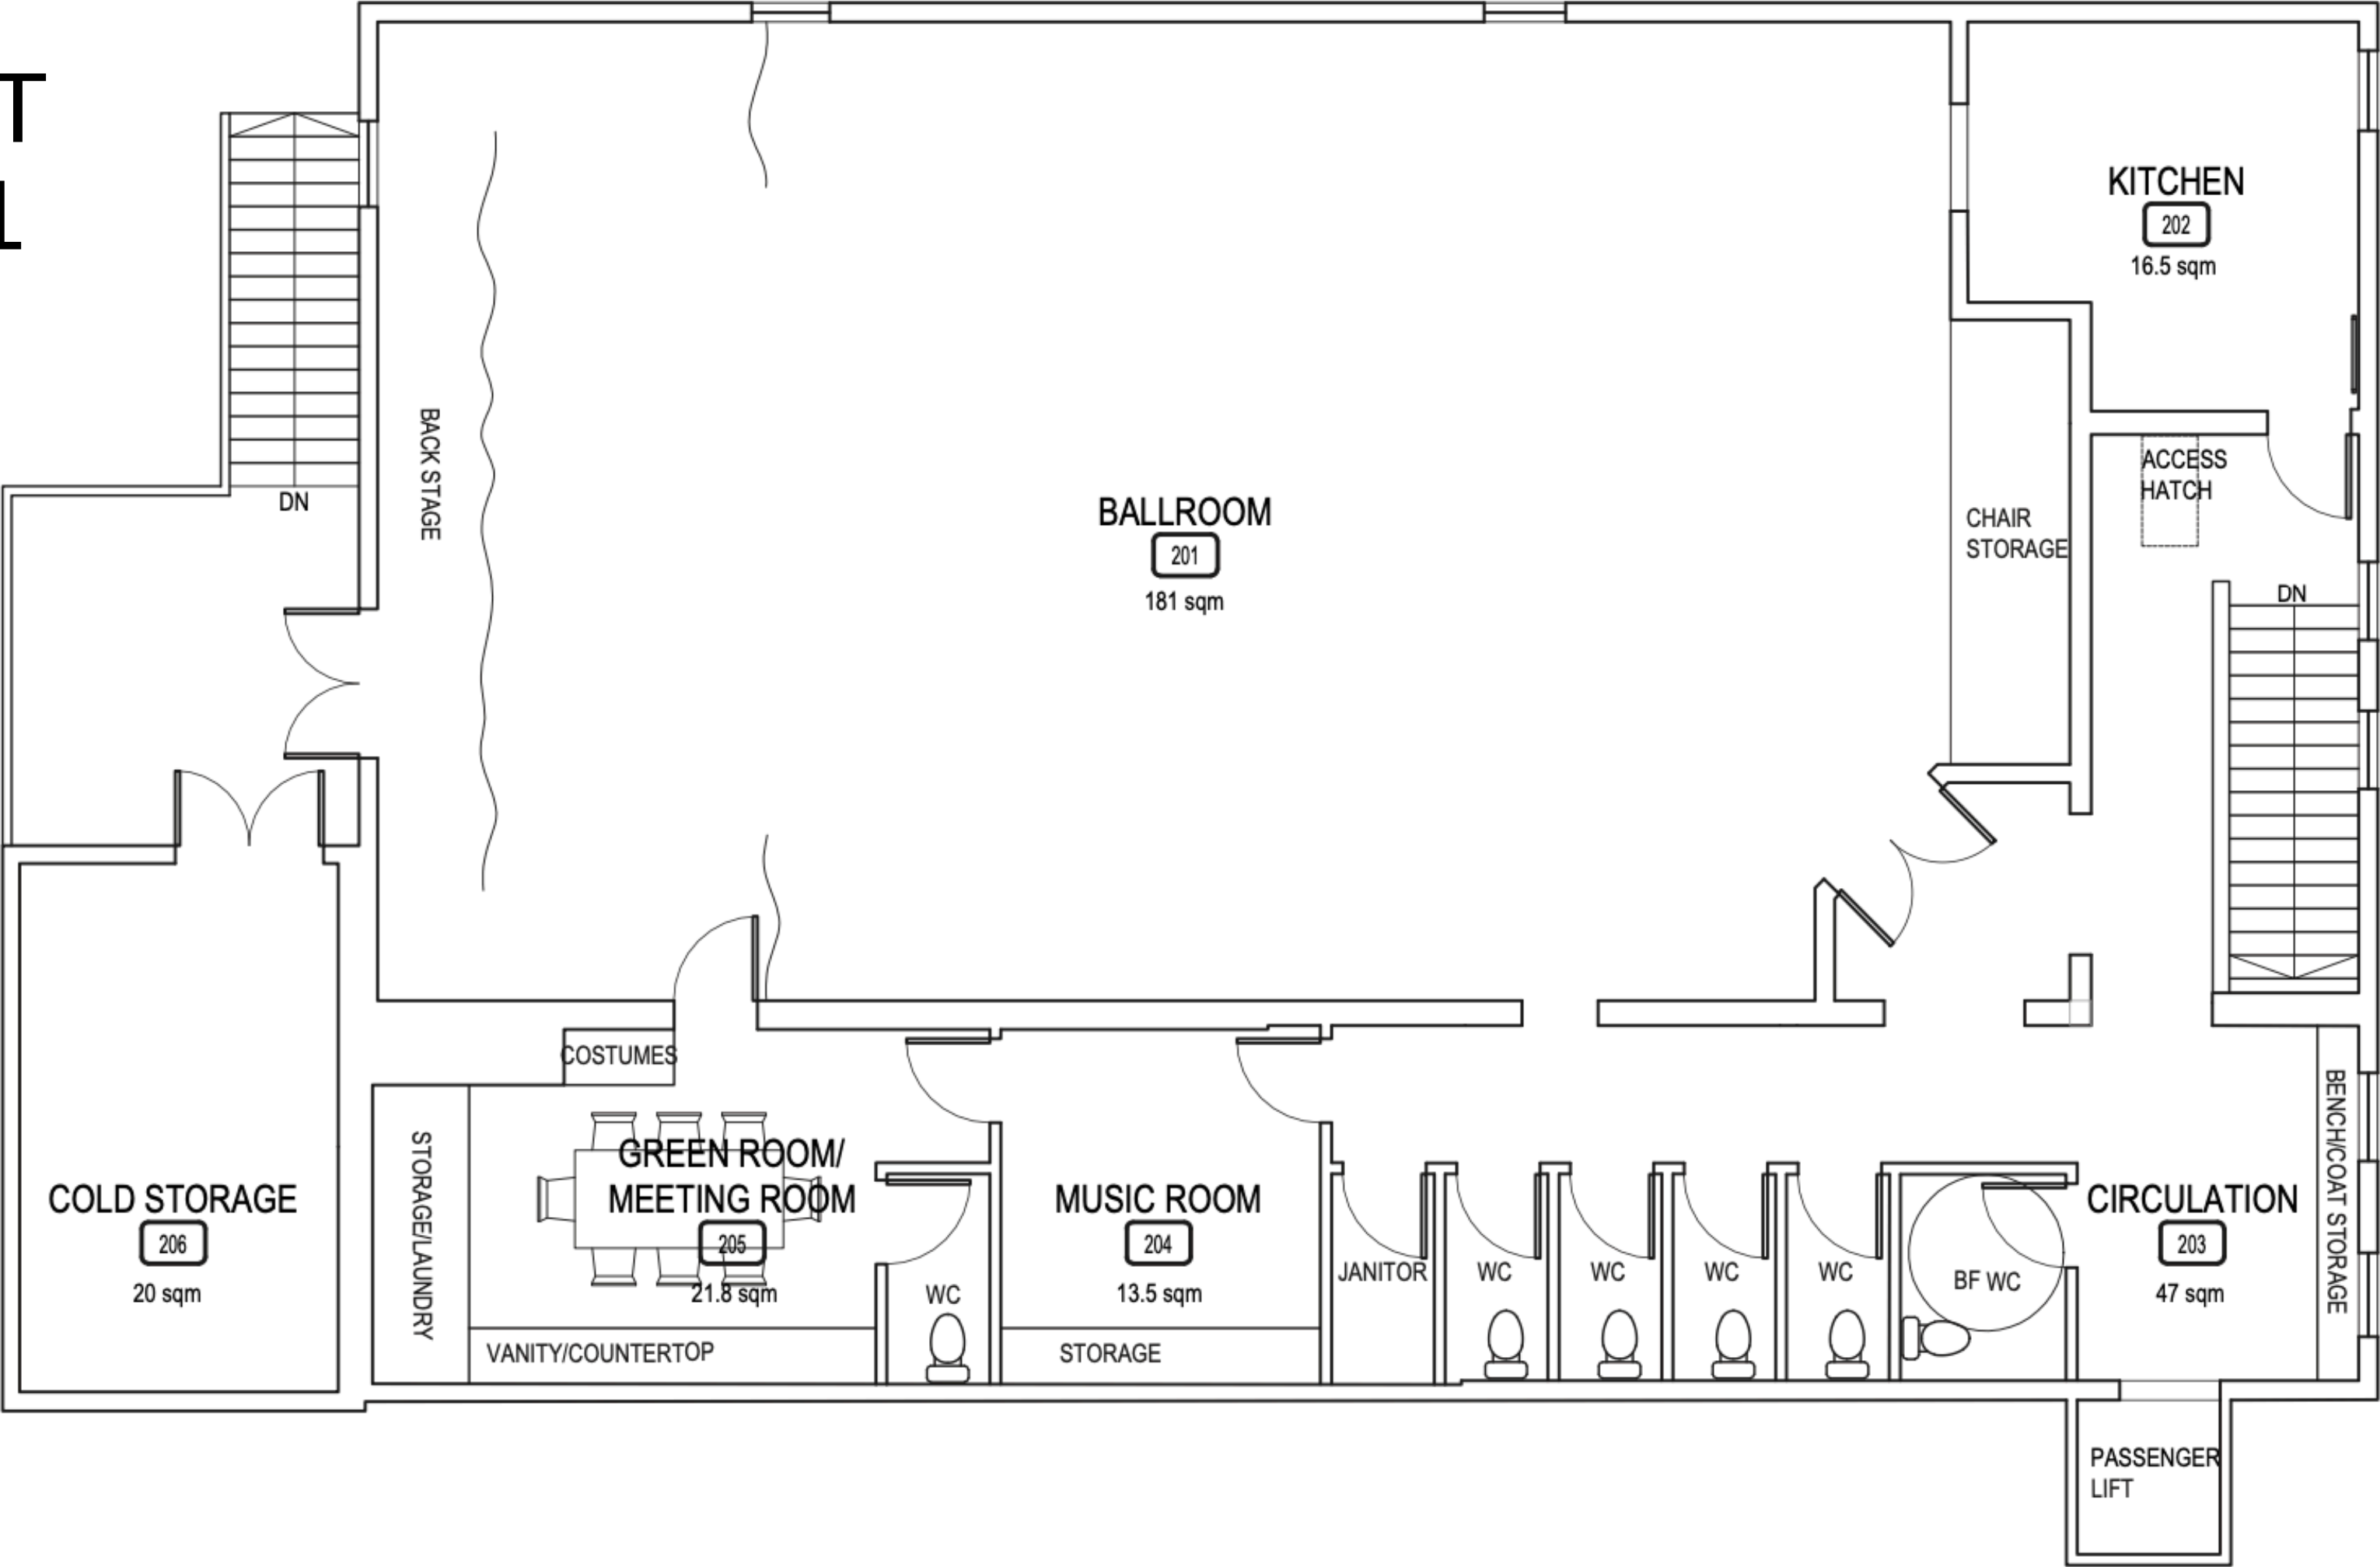 T
1
KITCHEN
202
16.5 sqm
ACCESS
HATCH
DN
DN
BACK STAGE
BALLROOM
201
181 sqm
CHAIR
STORAGE
COSTUMES
STORAGE/LAUNDRY
GREEN ROOM/
MEETING ROOM
205
21.8 sqm
VANITY/COUNTERTOP
COLD STORAGE
206
20 sqm
WC
MUSIC ROOM
204
13.5 sqm
STORAGE
JANITOR
WC
WC
WC
WC
BF WC
CIRCULATION
203
47 sqm
BENCH/COAT STORAGE
PASSENGER
LIFT